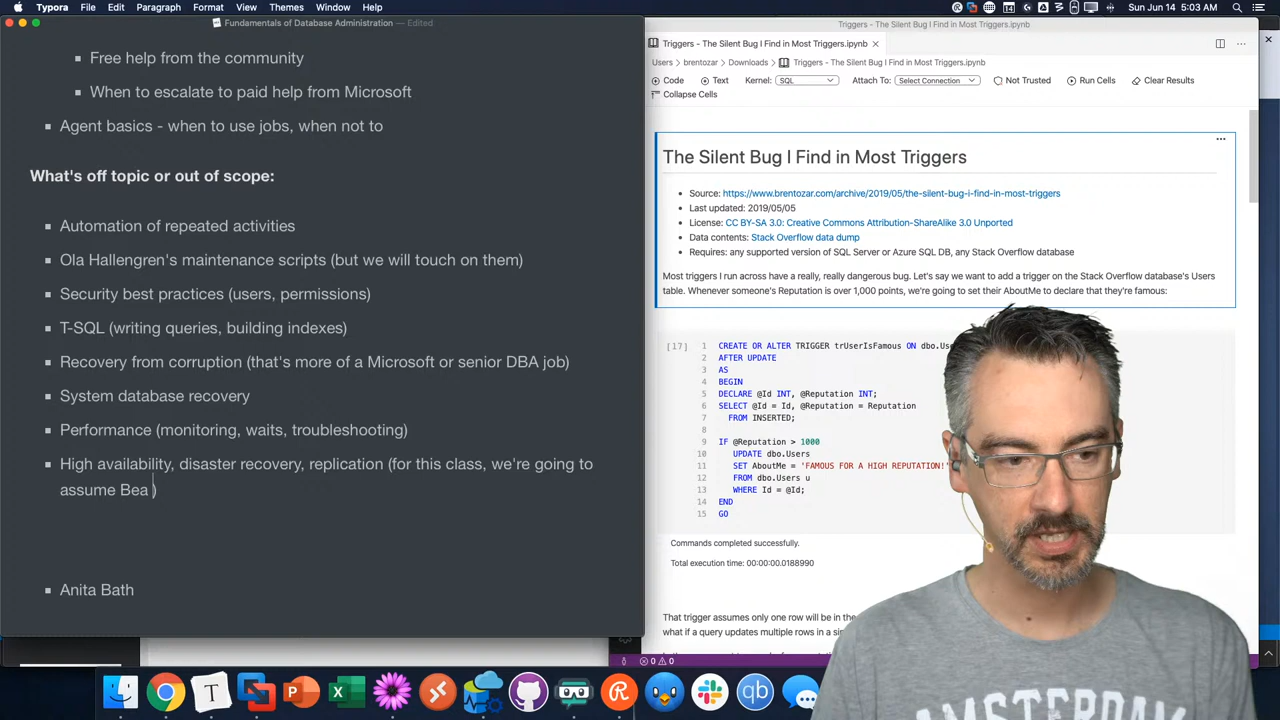 Typora File Edit Paragraph Format View Themes Window Help
Sun Jun 14 5:03 AM
Fundamentals of Database Administration — Edited
Free help from the community
When to escalate to paid help from Microsoft
Agent basics - when to use jobs, when not to
What's off topic or out of scope:
Automation of repeated activities
Ola Hallengren's maintenance scripts (but we will touch on them)
Security best practices (users, permissions)
T-SQL (writing queries, building indexes)
Recovery from corruption (that's more of a Microsoft or senior DBA job)
System database recovery
Performance (monitoring, waits, troubleshooting)
High availability, disaster recovery, replication (for this class, we're going to
assume Bea )
Anita Bath
Triggers - The Silent Bug I Find in Most Triggers.ipynb
Triggers - The Silent Bug I Find in Most Triggers.ipynb
Users > brentozar > Downloads > Triggers - The Silent Bug I Find in Most Triggers.ipynb
Code Text Kernel: SQL Attach To: Select Connection Not Trusted Run Cells Clear Results
Collapse Cells
The Silent Bug I Find in Most Triggers
Source: https://www.brentozar.com/archive/2019/05/the-silent-bug-i-find-in-most-triggers
Last updated: 2019/05/05
License: CC BY-SA 3.0: Creative Commons Attribution-ShareAlike 3.0 Unported
Data contents: Stack Overflow data dump
Requires: any supported version of SQL Server or Azure SQL DB, any Stack Overflow database
Most triggers I run across have a really, really dangerous bug. Let's say we want to add a trigger on the Stack Overflow database's Users
table. Whenever someone's Reputation is over 1,000 points, we're going to set their AboutMe to declare that they're famous:
[17] 1 CREATE OR ALTER TRIGGER trUserIsFamous ON dbo.Us
2 AFTER UPDATE
3 AS
4 BEGIN
5 DECLARE @Id INT, @Reputation INT;
6 SELECT @Id = Id, @Reputation = Reputation
7 FROM INSERTED;
8
9 IF @Reputation > 1000
10 UPDATE dbo.Users
11 SET AboutMe = 'FAMOUS FOR A HIGH REPUTATION!'
12 FROM dbo.Users u
13 WHERE Id = @Id;
14 END
15 GO
Commands completed successfully.
Total execution time: 00:00:00.0188990
That trigger assumes only one row will be in the
what if a query updates multiple rows in a si
0 0
AMSTERDAM